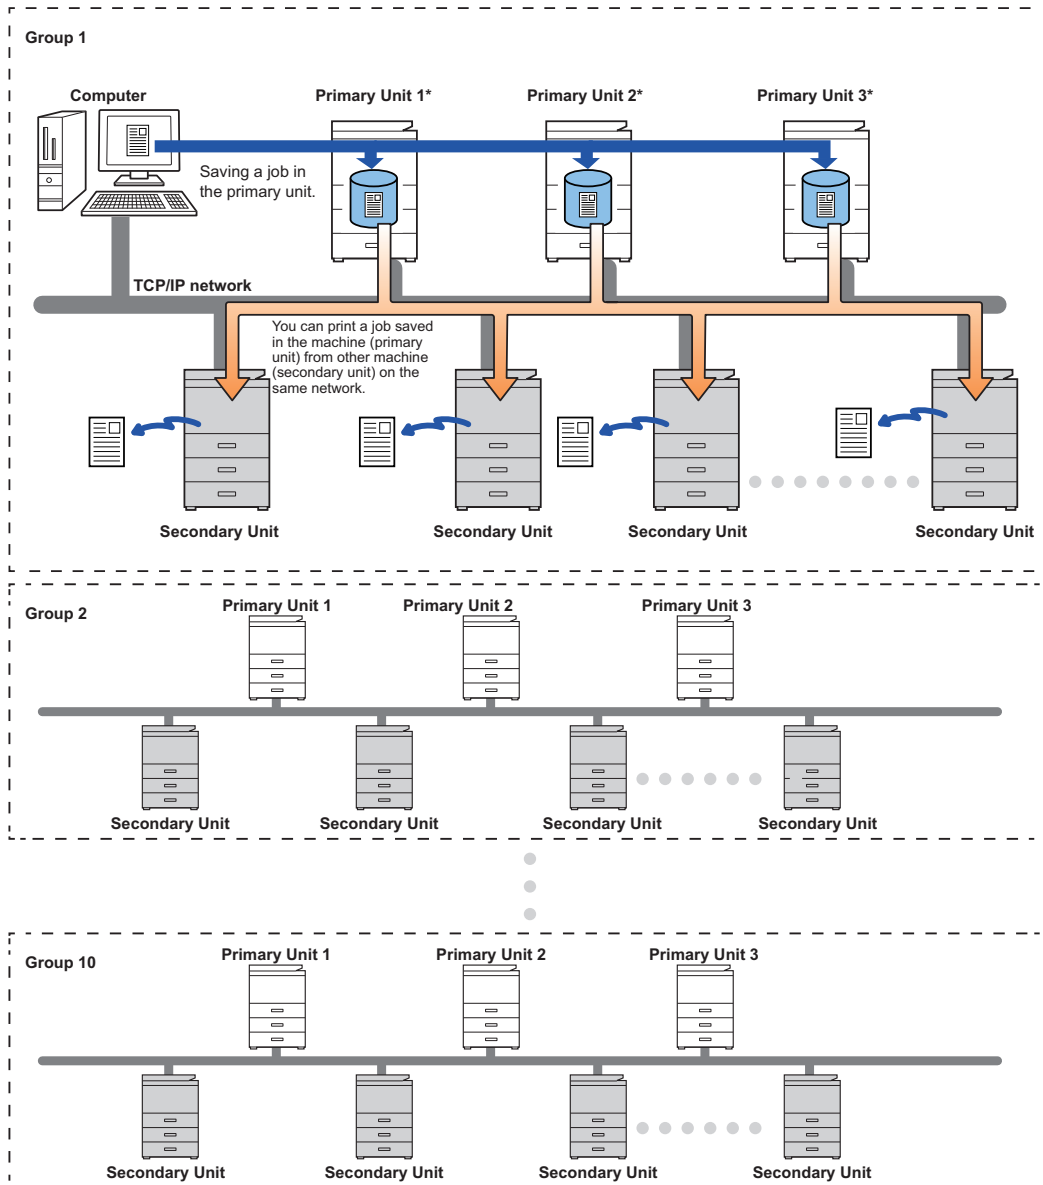 Group 1
Computer
Primary Unit 1*
Primary Unit 2*
Primary Unit 3*
Saving a job in
the primary unit.
TCP/IP network
You can print a job saved
in the machine (primary
unit) from other machine
(secondary unit) on the
same network.
Secondary Unit
Secondary Unit
Secondary Unit
Secondary Unit
Group 2
Primary Unit 1
Primary Unit 2
Primary Unit 3
Secondary Unit
Secondary Unit
Secondary Unit
Secondary Unit
Group 10
Primary Unit 1
Primary Unit 2
Primary Unit 3
Secondary Unit
Secondary Unit
Secondary Unit
Secondary Unit